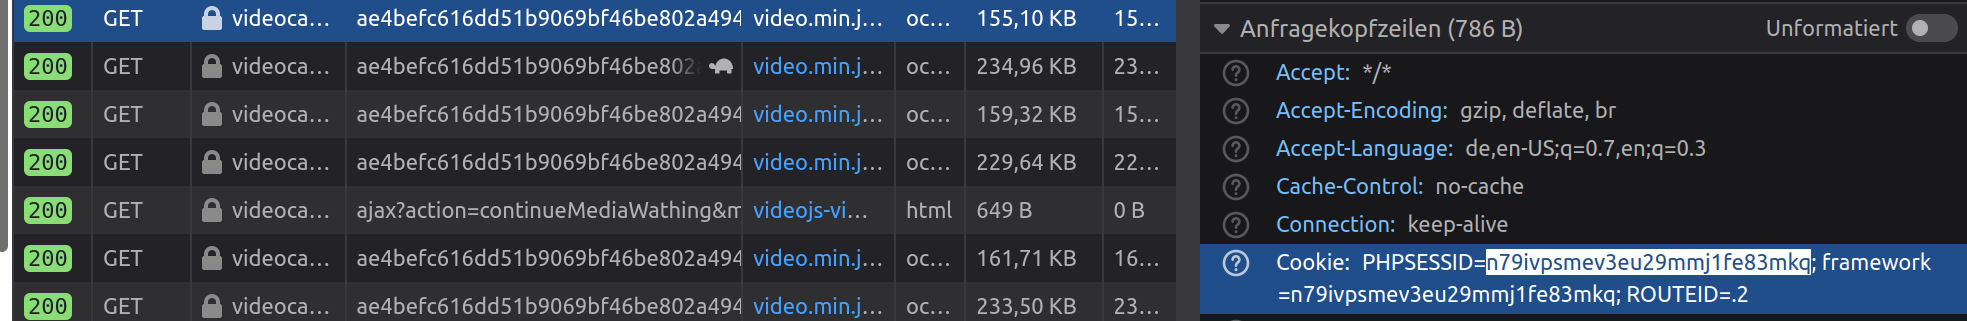 200 GET videoca... ae4befc616dd51b9069bf46be802a494 video.min.j... oc... 155,10 KB 15...
200 GET videoca... ae4befc616dd51b9069bf46be802 video.min.j... oc... 234,96 KB 23...
200 GET videoca... ae4befc616dd51b9069bf46be802a494 video.min.j... oc... 159,32 KB 15...
200 GET videoca... ae4befc616dd51b9069bf46be802a494 video.min.j... oc... 229,64 KB 22...
200 GET videoca... ajax?action=continueMediaWathing&m videojs-vi... html 649 B 0 B
200 GET videoca... ae4befc616dd51b9069bf46be802a494 video.min.j... oc... 161,71 KB 16...
200 GET videoca... ae4befc616dd51b9069bf46be802a494 video.min.j... oc... 233,50 KB 23...
Anfragekopfzeilen (786 B) Unformatiert
Accept: */*
Accept-Encoding: gzip, deflate, br
Accept-Language: de,en-US;q=0.7,en;q=0.3
Cache-Control: no-cache
Connection: keep-alive
Cookie: PHPSESSID=n79ivpsmev3eu29mmj1fe83mkq; framework
=n79ivpsmev3eu29mmj1fe83mkq; ROUTEID=.2